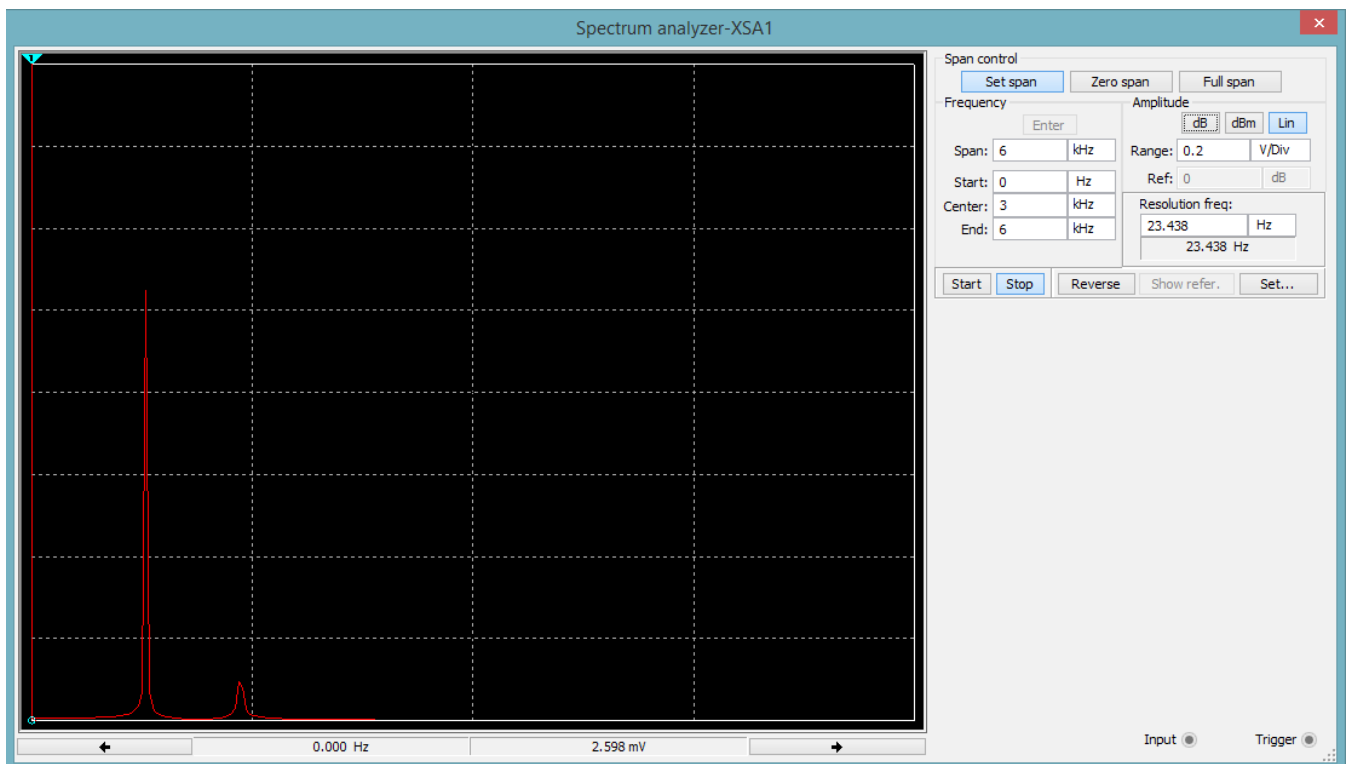 Spectrum analyzer-XSA1
1
Span control
Set span Zero span Full span
Frequency
Enter
Span: 6 kHz
Start: 0 Hz
Center: 3 kHz
End: 6 kHz
Amplitude
dB dBm Lin
Range: 0.2 V/Div
Ref: 0 dB
Resolution freq:
23.438 Hz
23.438 Hz
Start Stop Reverse Show refer. Set...
0.000 Hz 2.598 mV
Input Trigger